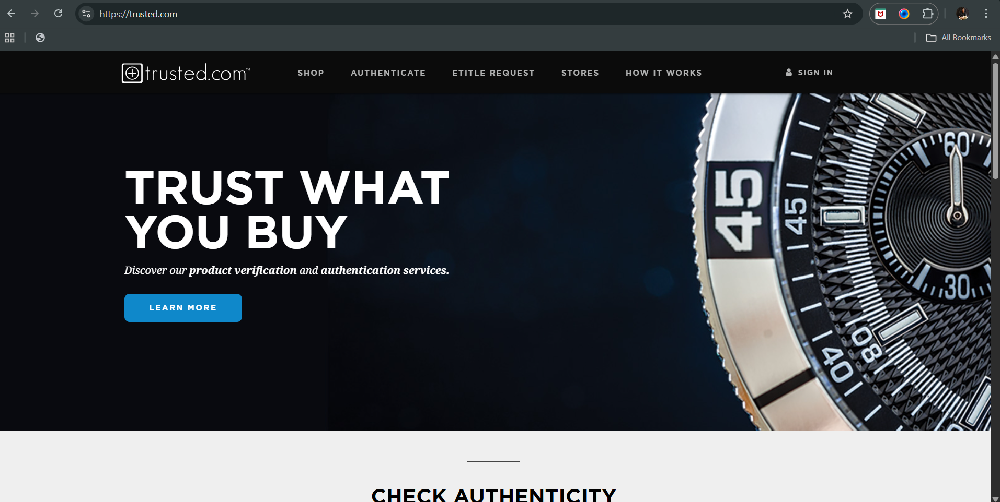 https://trusted.com
All Bookmarks
trusted.com™
SHOP
AUTHENTICATE
ETITLE REQUEST
STORES
HOW IT WORKS
SIGN IN
TRUST WHAT
YOU BUY
Discover our product verification and authentication services.
LEARN MORE
60
45
45
30
08
40
CHECK AUTHENTICITY